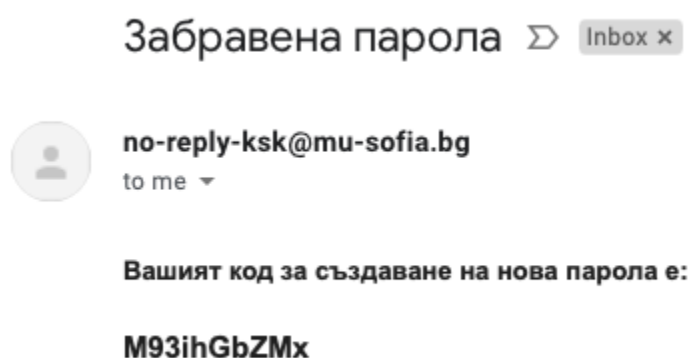 Забравена парола Inbox ×
no-reply-ksk@mu-sofia.bg
to me
Вашият код за създаване на нова парола е:
M93ihGbZMx